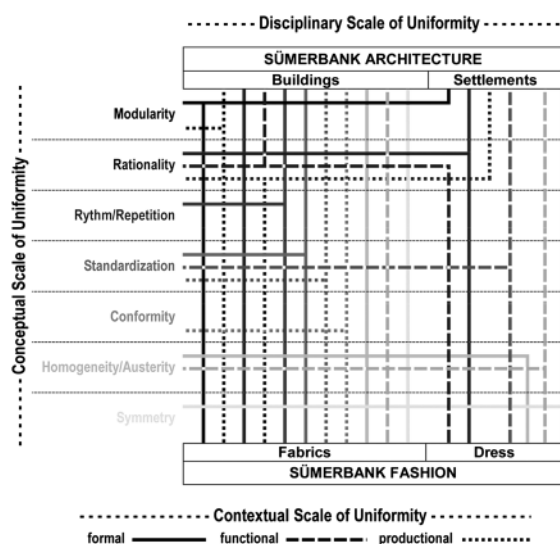 Disciplinary Scale of Uniformity
SÜMERBANK ARCHITECTURE
Buildings Settlements
Conceptual Scale of Uniformity
Modularity
Rationality
Rythm/Repetition
Standardization
Conformity
Homogeneity/Austerity
Symmetry
Fabrics Dress
SÜMERBANK FASHION
Contextual Scale of Uniformity
formal functional productional